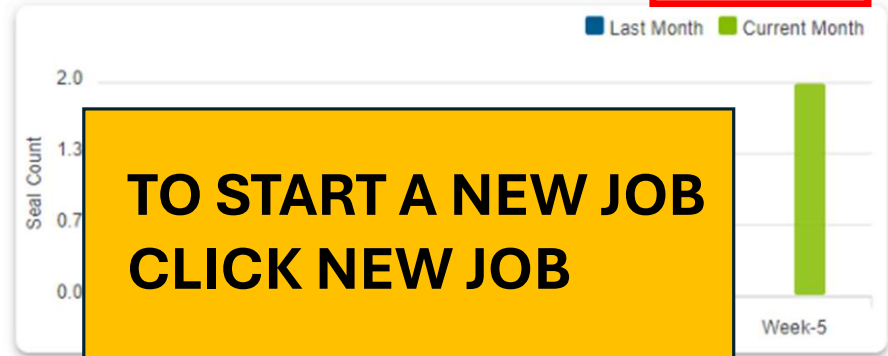 Last Month Current Month
2.0
1.3
0.7
0.0
Seal Count
TO START A NEW JOB
CLICK NEW JOB
Week-5